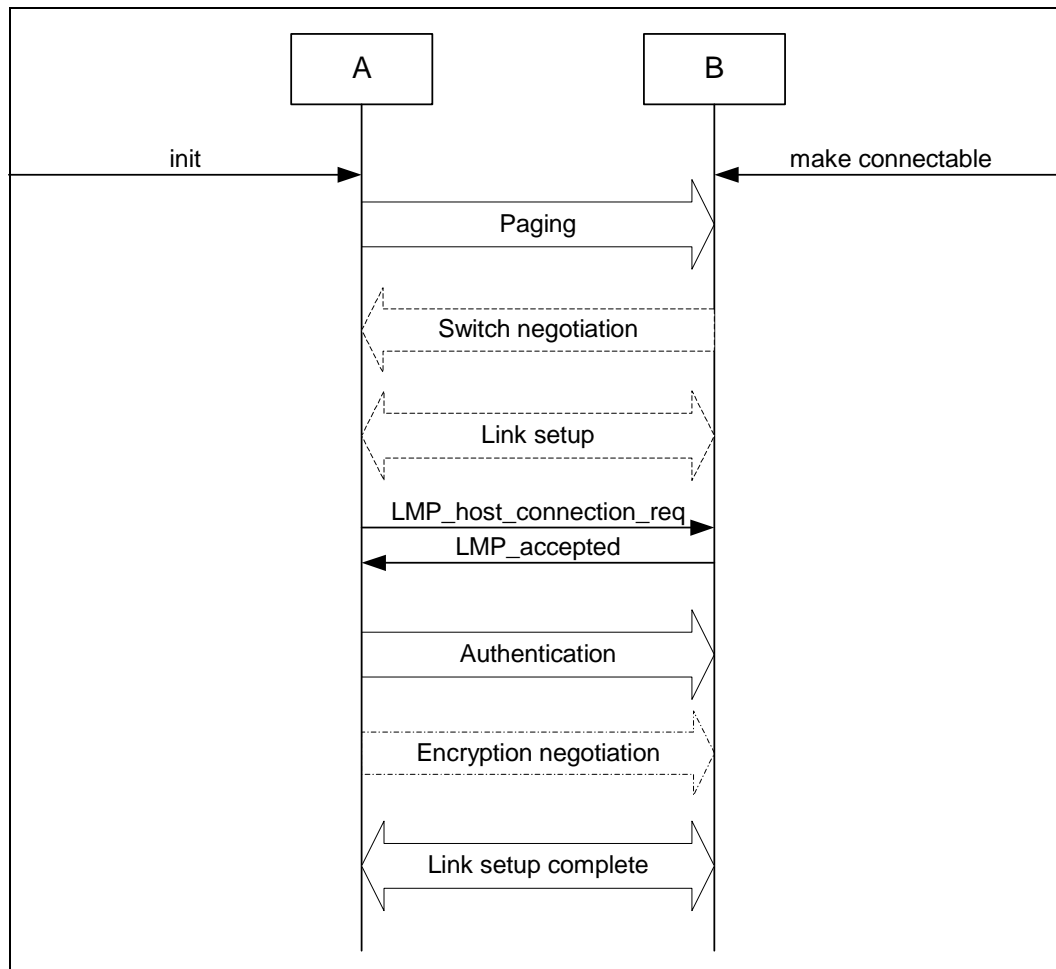 A
B
init
make connectable
Paging
Switch negotiation
Link setup
LMP_host_connection_req
LMP_accepted
Authentication
Encryption negotiation
Link setup complete